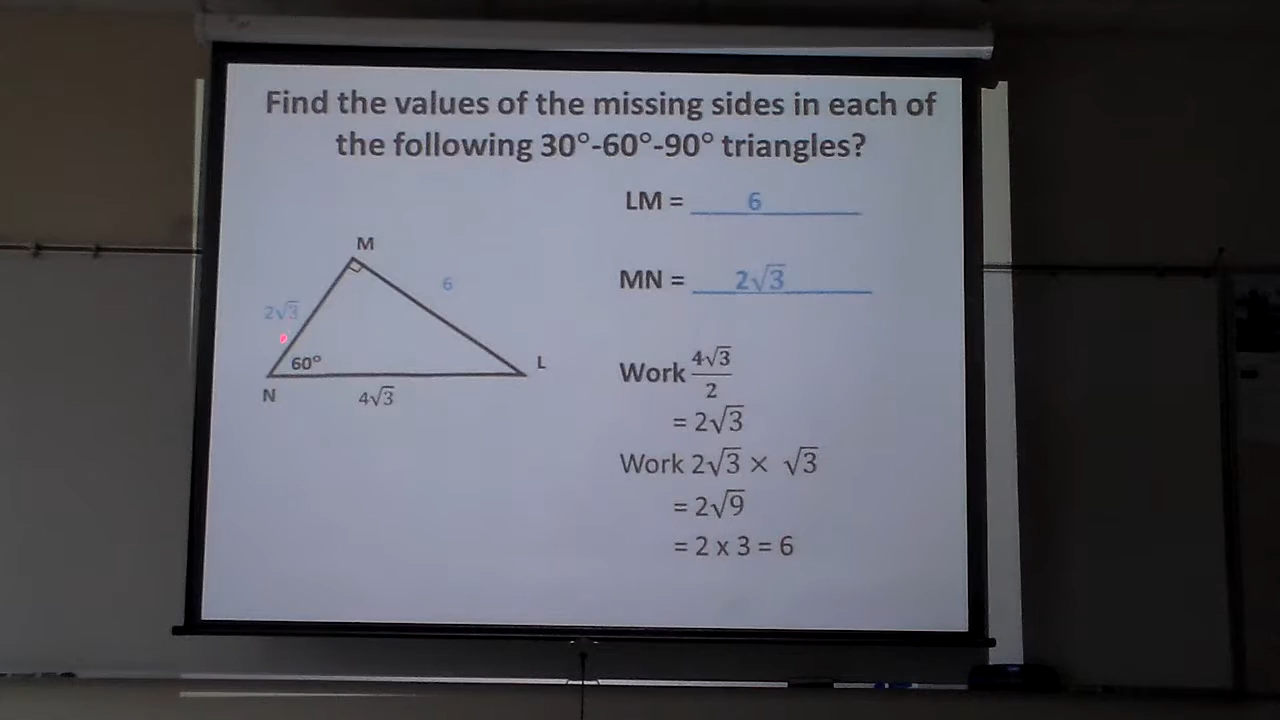 Find the values of the missing sides in each of
the following 30°-60°-90° triangles?
LM = 6
MN = 2√3
M
6
2√3
60°
L
N
4√3
Work 4√3/2
= 2√3
Work 2√3 × √3
= 2√9
= 2 x 3 = 6